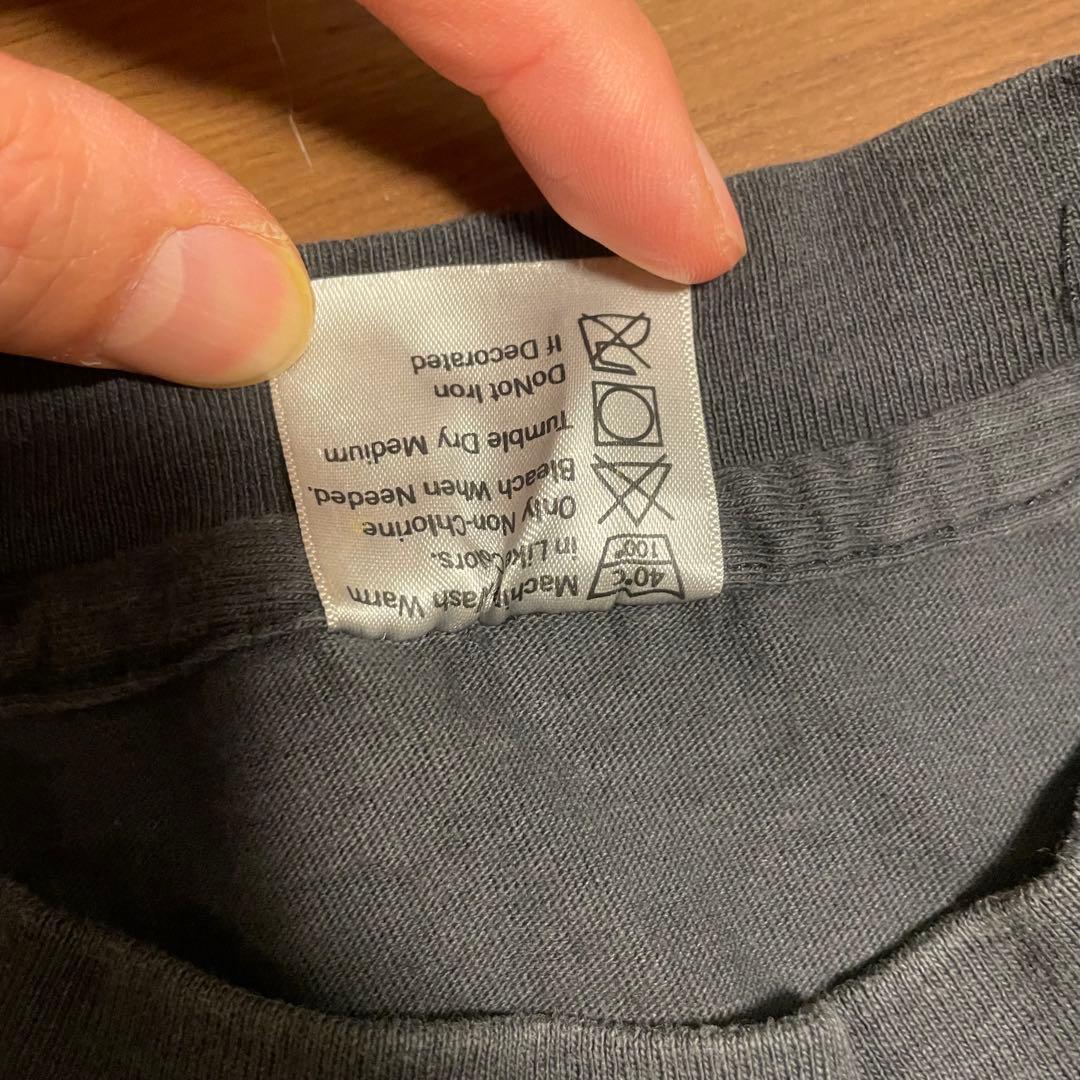 Machi Wash Warm
in Like Colors.
Only Non-Chlorine
Bleach When Needed.
Tumble Dry Medium
DoNot Iron
If Decorated
40°C
100°